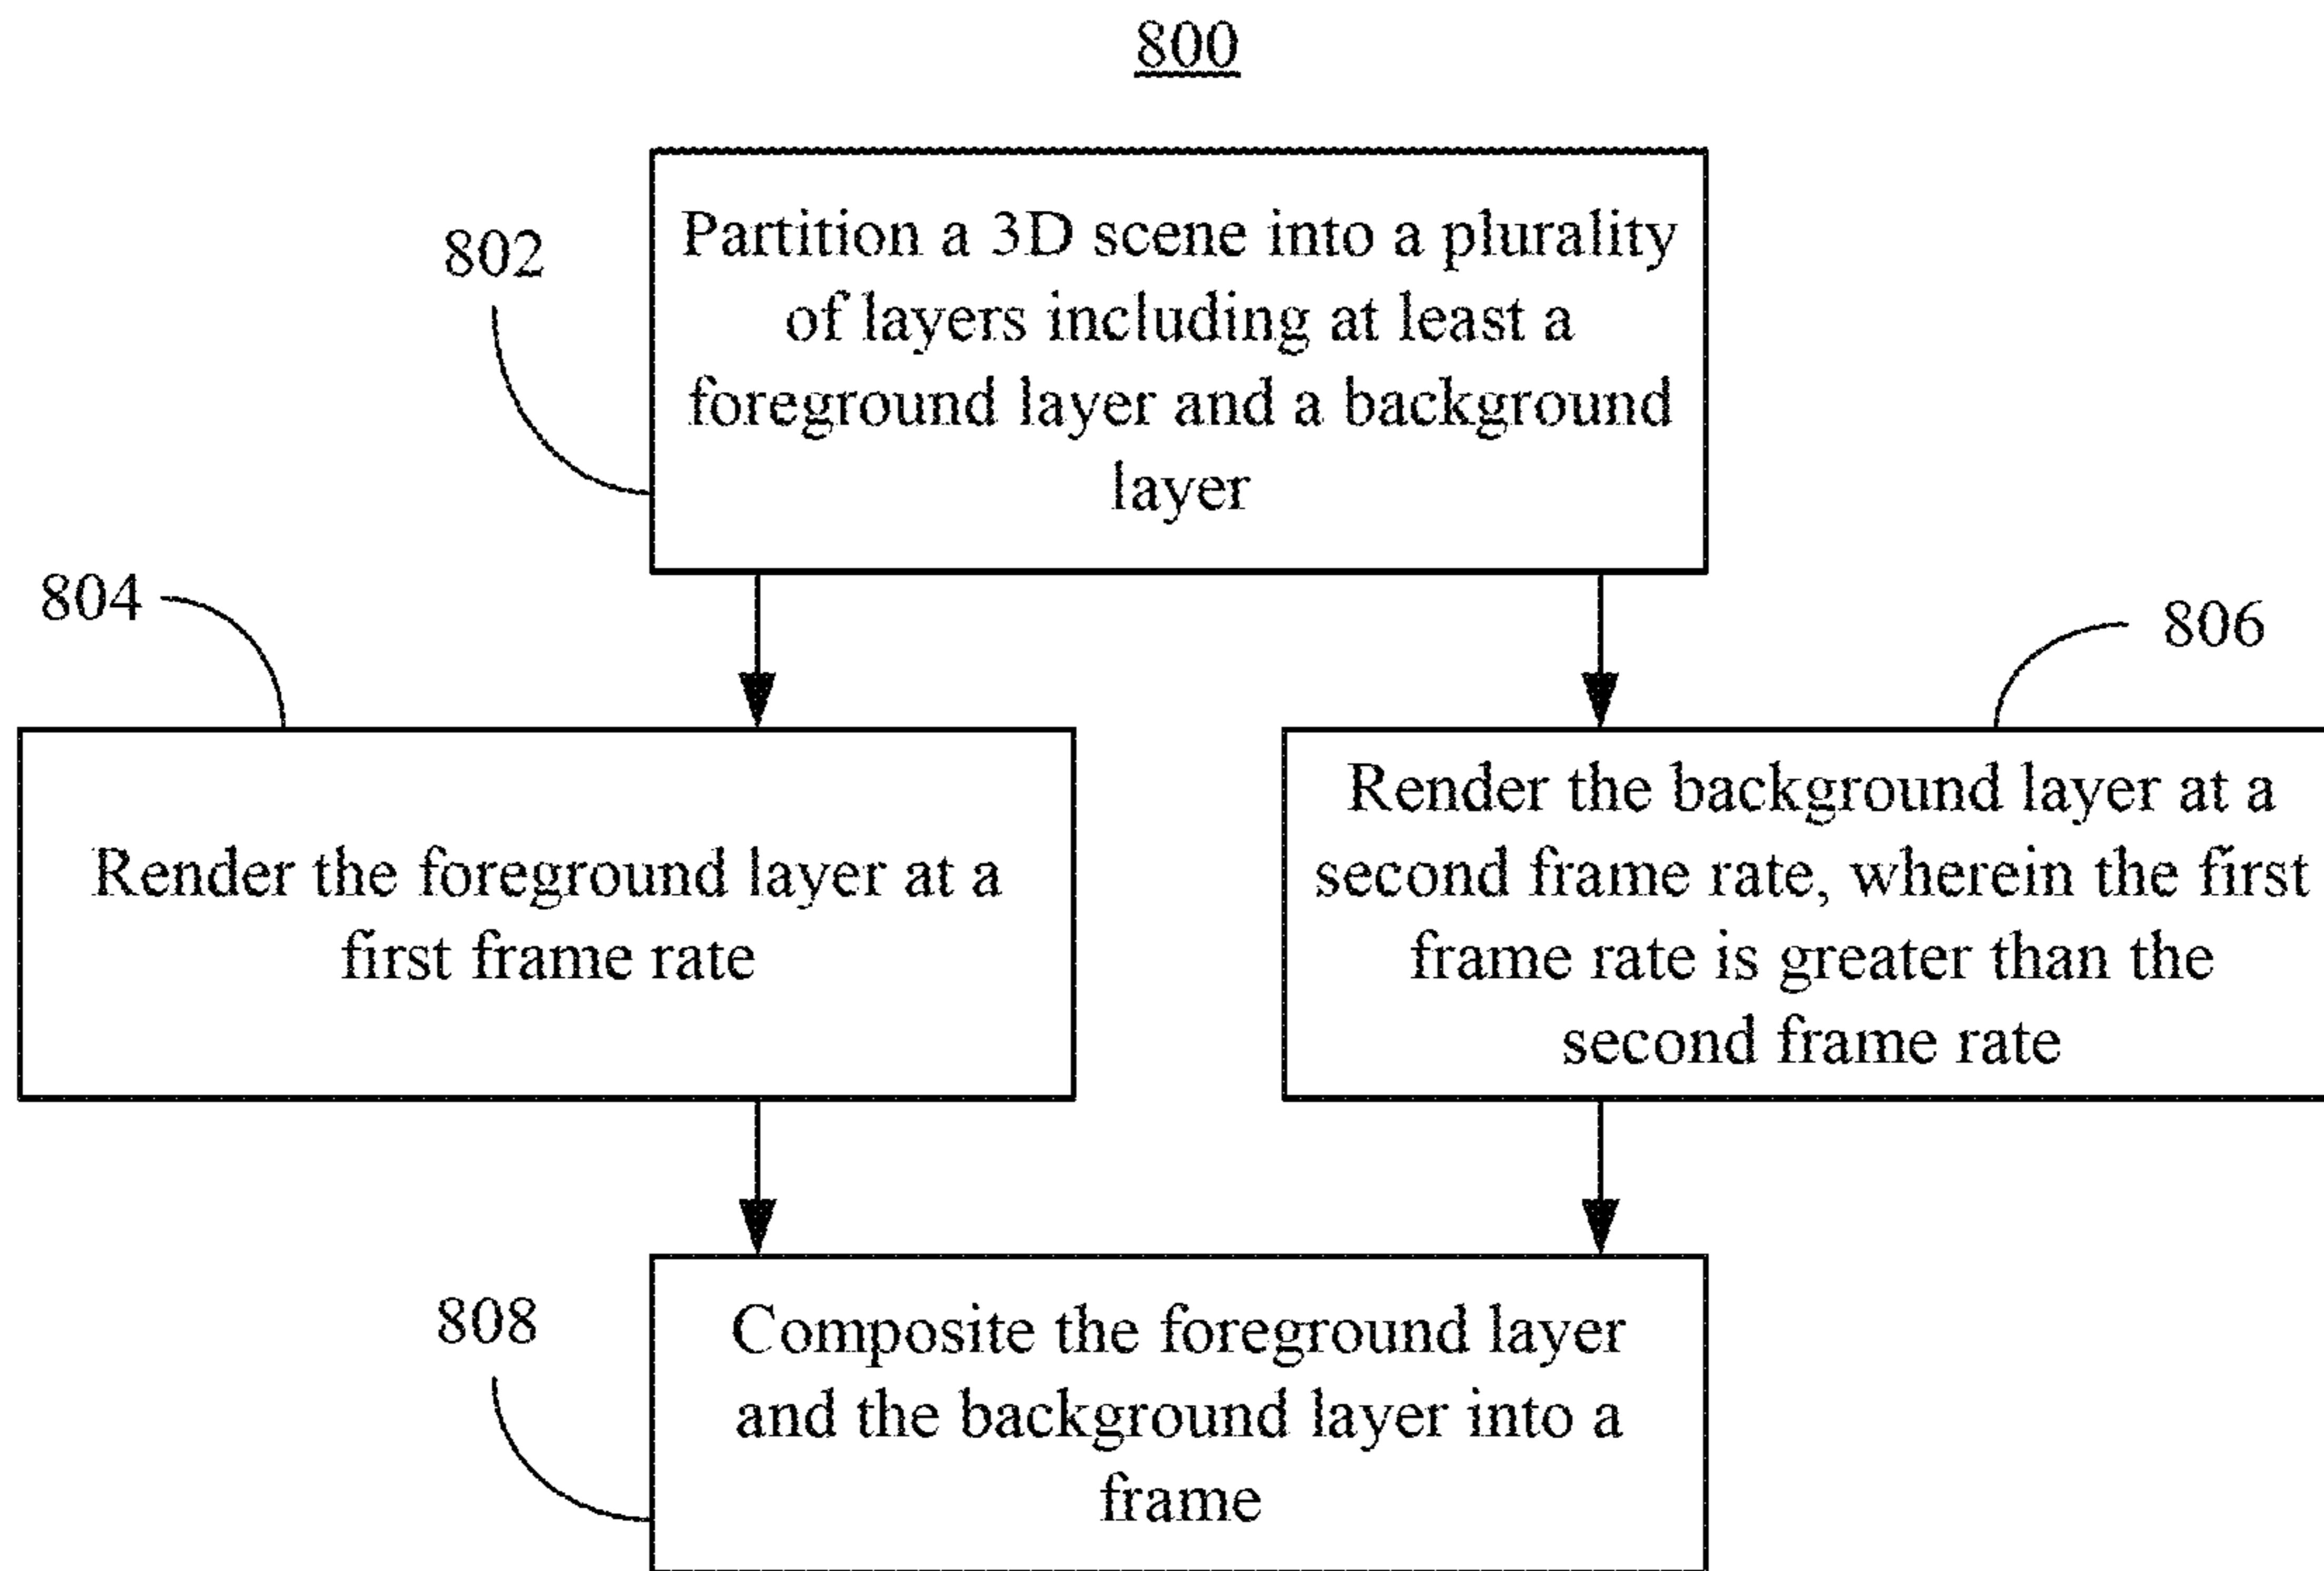 800
802
Partition a 3D scene into a plurality
of layers including at least a
foreground layer and a background
layer
804
806
Render the foreground layer at a
first frame rate
Render the background layer at a
second frame rate, wherein the first
frame rate is greater than the
second frame rate
808
Composite the foreground layer
and the background layer into a
frame